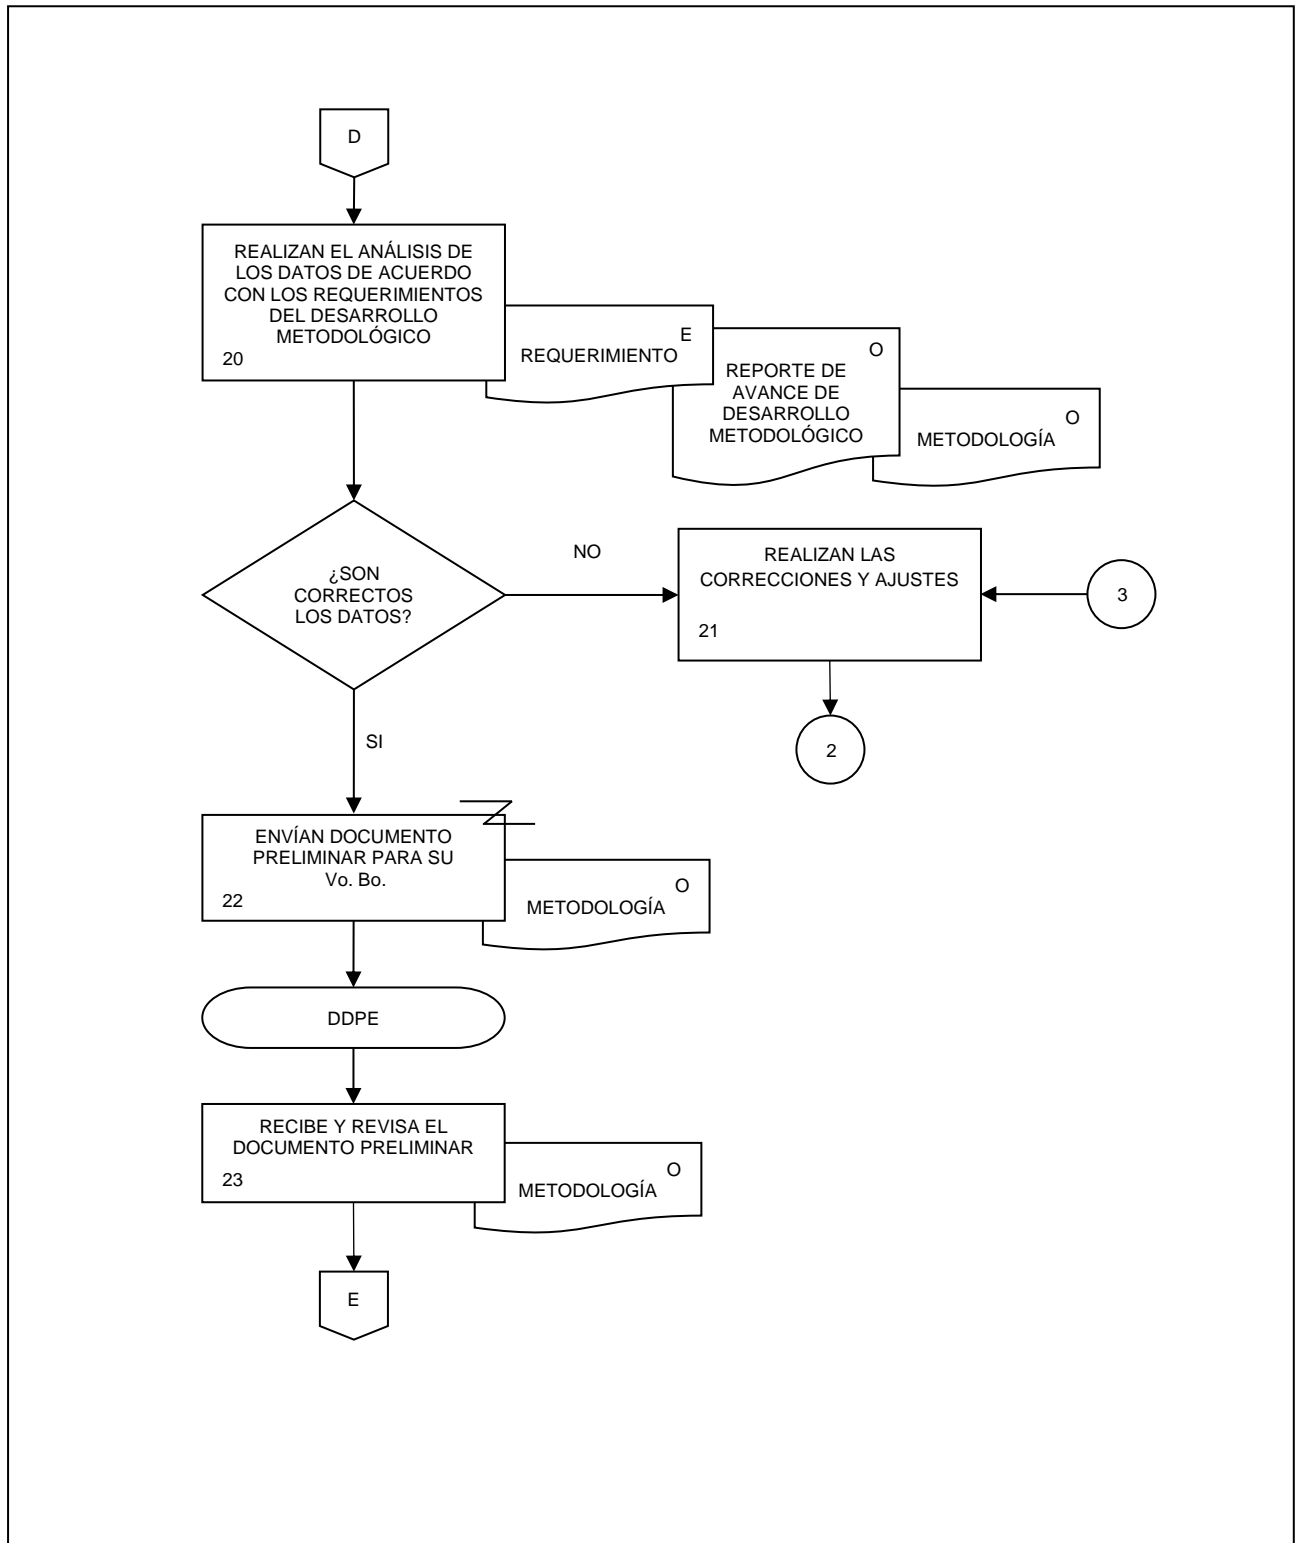 D
REALIZAN EL ANÁLISIS DE
LOS DATOS DE ACUERDO
CON LOS REQUERIMIENTOS
DEL DESARROLLO
METODOLÓGICO
20
E
REQUERIMIENTO
O
REPORTE DE
AVANCE DE
DESARROLLO
METODOLÓGICO
O
METODOLOGÍA
¿SON
CORRECTOS
LOS DATOS?
NO
REALIZAN LAS
CORRECCIONES Y AJUSTES
21
3
2
SI
ENVÍAN DOCUMENTO
PRELIMINAR PARA SU
Vo. Bo.
22
O
METODOLOGÍA
DDPE
RECIBE Y REVISA EL
DOCUMENTO PRELIMINAR
23
O
METODOLOGÍA
E